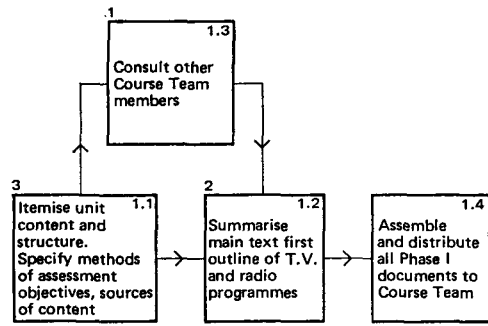 1
1.3
Consult other
Course Team
members
3
1.1
Itemise unit
content and
structure.
Specify methods
of assessment
objectives, sources
of content
2
1.2
Summarise
main text first
outline of T.V.
and radio
programmes
1.4
Assemble
and distribute
all Phase I
documents to
Course Team